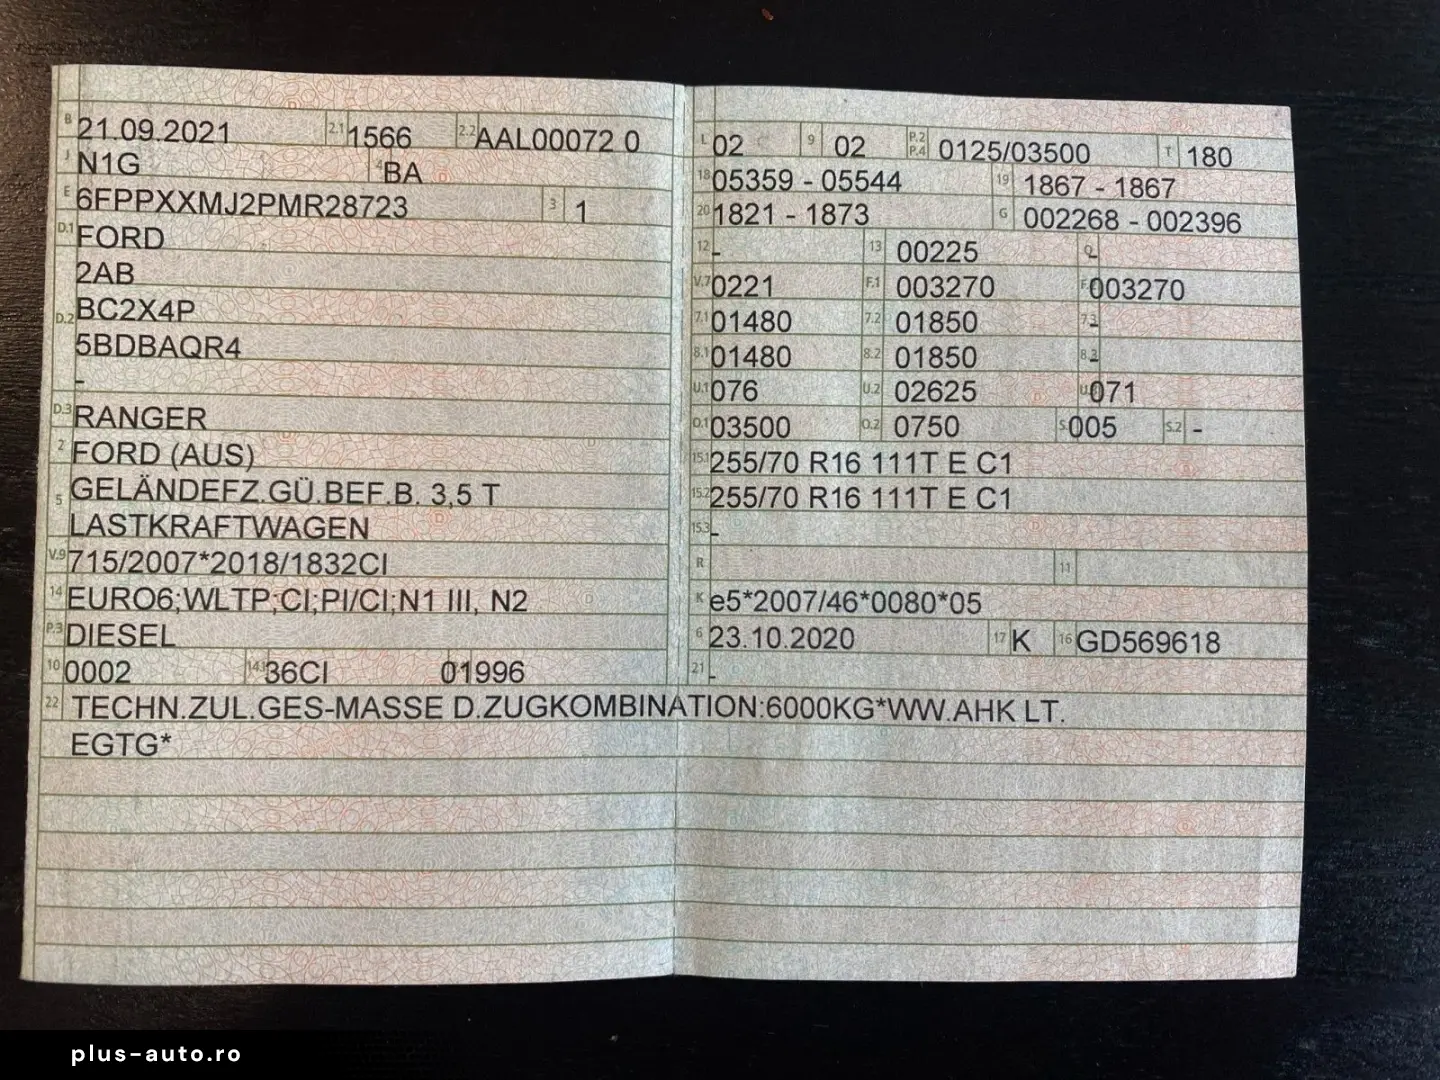 B 21.09.2021 2.1 1566 2.2 AAL00072 0
J N1G 4 BA
E 6FPPXXMJ2PMR28723 3 1
D.1 FORD
2AB
D.2 BC2X4P
5BDBAQR4
-
D.3 RANGER
2 FORD (AUS)
5 GELÄNDEFZ.GÜ.BEF.B. 3,5 T
LASTKRAFTWAGEN
V.9 715/2007*2018/1832CI
14 EURO6;WLTP;CI;PI/CI;N1 III, N2
P.3 DIESEL
10 0002 14.1 36CI 01996
L 02 9 02 P.2 P.4 0125/03500 T 180
18 05359 - 05544 19 1867 - 1867
20 1821 - 1873 G 002268 - 002396
12 - 13 00225 Q -
V.7 0221 F.1 003270 003270
7.1 01480 7.2 01850 7.3 -
8.1 01480 8.2 01850 8.3 -
U.1 076 U.2 02625 071
O.1 03500 O.2 0750 005 S.2 -
15.1 255/70 R16 111T E C1
15.2 255/70 R16 111T E C1
15.3 -
R 11
K e5*2007/46*0080*05
6 23.10.2020 17 K 16 GD569618
21 -
22 TECHN.ZUL.GES-MASSE D.ZUGKOMBINATION:6000KG*WW.AHK LT.
EGTG*
plus-auto.ro